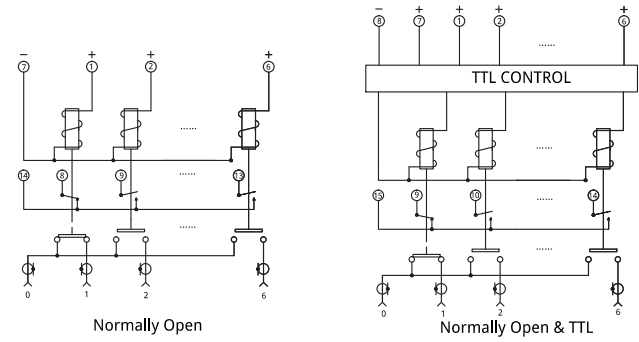 − + + +
7 1 2 6
......
......
14 8 9 13
......
0 1 2 6
Normally Open
− + + + +
8 7 1 2 6
......
TTL CONTROL
......
15 9 10 14
......
......
0 1 2 6
Normally Open & TTL